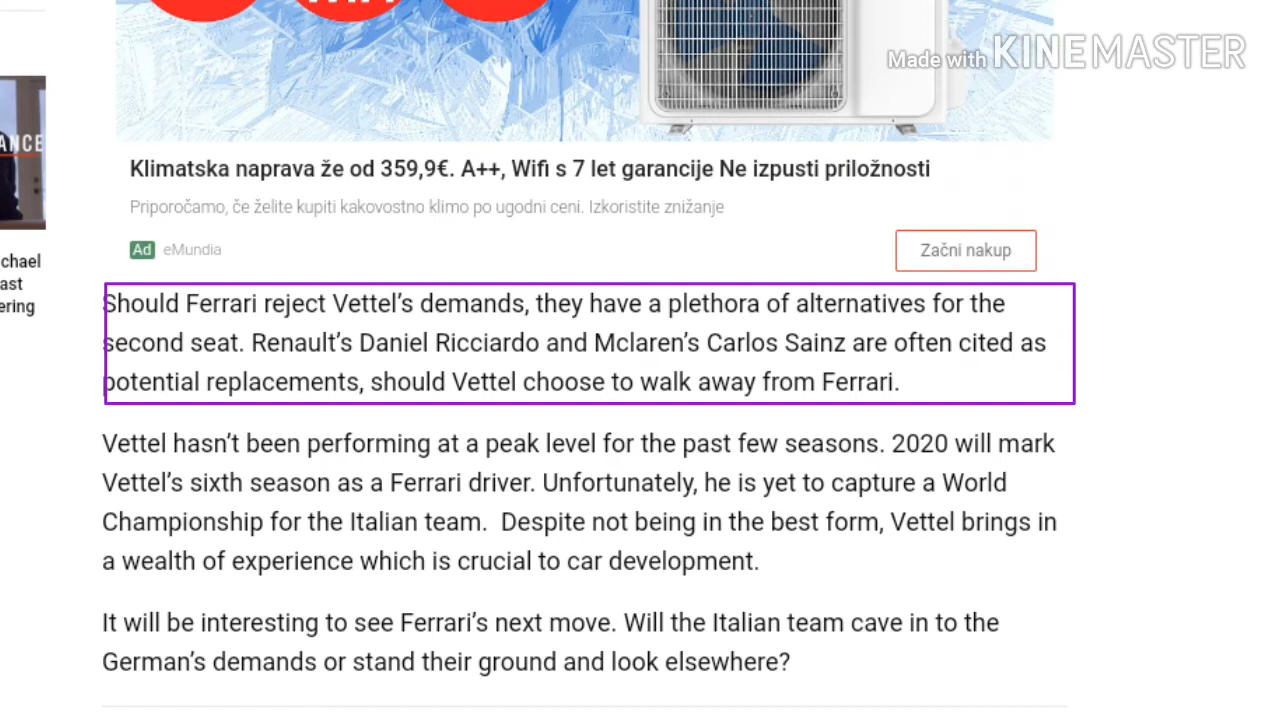 Made with KINEMASTER
ANCE
Klimatska naprava že od 359,9€. A++, Wifi s 7 let garancije Ne izpusti priložnosti
Priporočamo, če želite kupiti kakovostno klimo po ugodni ceni. Izkoristite znižanje
Ad eMundia
Začni nakup
chael
ast
ering
Should Ferrari reject Vettel’s demands, they have a plethora of alternatives for the
second seat. Renault’s Daniel Ricciardo and Mclaren’s Carlos Sainz are often cited as
potential replacements, should Vettel choose to walk away from Ferrari.
Vettel hasn’t been performing at a peak level for the past few seasons. 2020 will mark
Vettel’s sixth season as a Ferrari driver. Unfortunately, he is yet to capture a World
Championship for the Italian team.  Despite not being in the best form, Vettel brings in
a wealth of experience which is crucial to car development.
It will be interesting to see Ferrari’s next move. Will the Italian team cave in to the
German’s demands or stand their ground and look elsewhere?